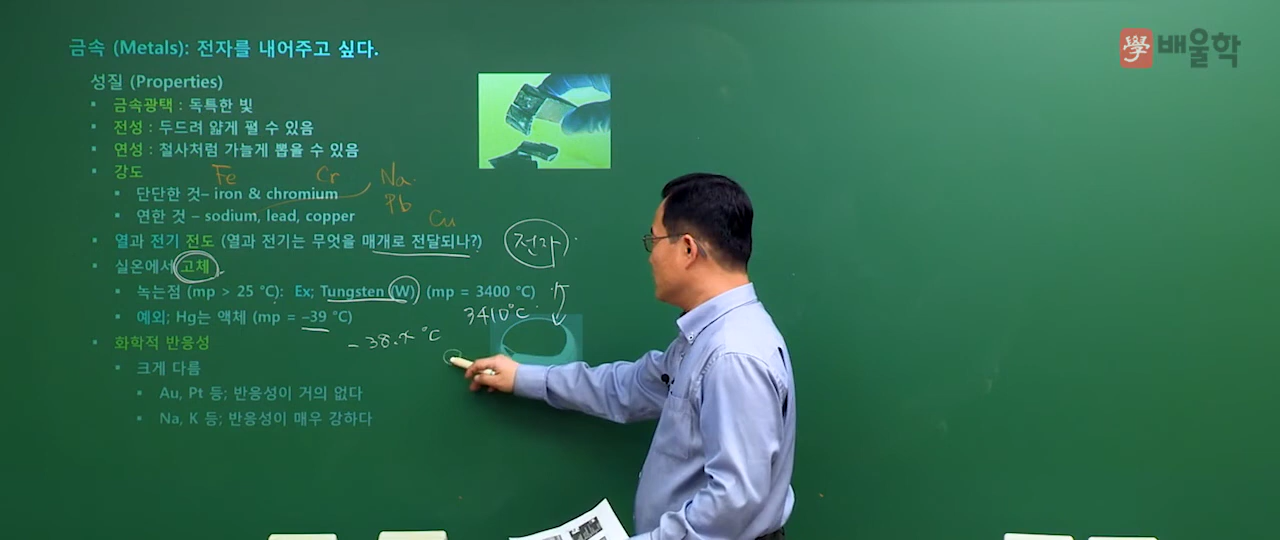 금속 (Metals): 전자를 내어주고 싶다.
學 배울학
성질 (Properties)
▪ 금속광택 : 독특한 빛
▪ 전성 : 두드려 얇게 펼 수 있음
▪ 연성 : 철사처럼 가늘게 뽑을 수 있음
▪ 강도
Fe Cr Na
▪ 단단한 것– iron & chromium
Pb
▪ 연한 것 – sodium, lead, copper
Cu
▪ 열과 전기 전도 (열과 전기는 무엇을 매개로 전달되나?)
전자
▪ 실온에서 고체
▪ 녹는점 (mp > 25 °C): Ex; Tungsten (W) (mp = 3400 °C)
3410°C
▪ 예외; Hg는 액체 (mp = –39 °C)
▪ 화학적 반응성
▪ 크게 다름
▪ Au, Pt 등; 반응성이 거의 없다
▪ Na, K 등; 반응성이 매우 강하다